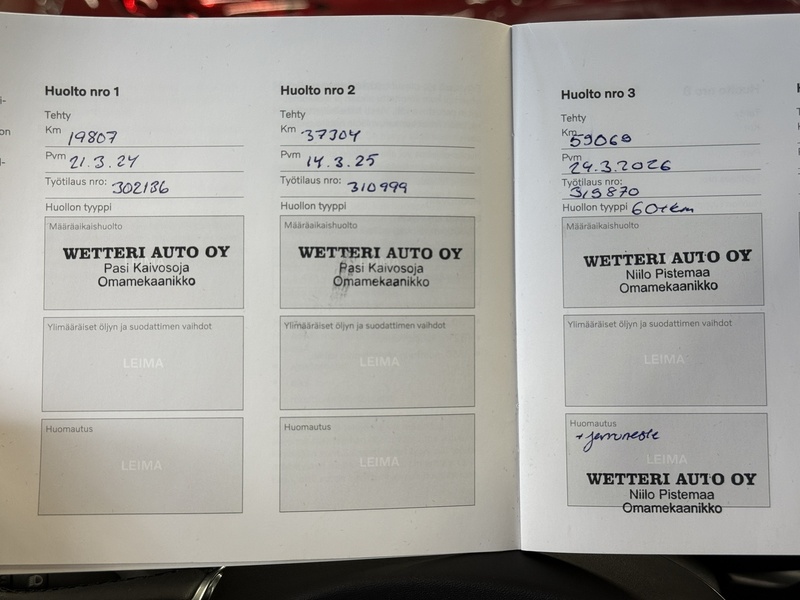 Huolto nro 1
Tehty
Km 19807
Pvm 21.3.24
Työtilaus nro: 302136
Huollon tyyppi
Määräaikaishuolto
WETTERI AUTO OY
Pasi Kaivosoja
Omamekaanikko
Ylimääräiset öljyn ja suodattimen vaihdot
LEIMA
Huomautus
LEIMA
Huolto nro 2
Tehty
Km 37304
Pvm 14.3.25
Työtilaus nro: 310999
Huollon tyyppi
Määräaikaishuolto
WETTERI AUTO OY
Pasi Kaivosoja
Omamekaanikko
Ylimääräiset öljyn ja suodattimen vaihdot
LEIMA
Huomautus
LEIMA
Huolto nro 3
Tehty
Km 59068
Pvm 24.3.2026
Työtilaus nro:
319870
Huollon tyyppi 60tkm
Määräaikaishuolto
WETTERI AUTO OY
Niilo Pistemaa
Omamekaanikko
Ylimääräiset öljyn ja suodattimen vaihdot
LEIMA
Huomautus
+ jarruneste
LEIMA
WETTERI AUTO OY
Niilo Pistemaa
Omamekaanikko